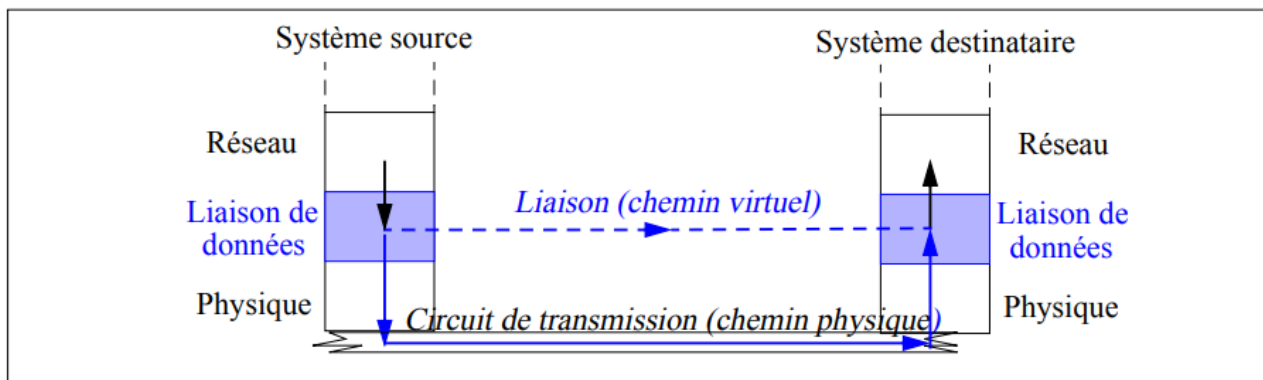 Système source
Système destinataire
Réseau
Réseau
Liaison de
données
Liaison (chemin virtuel)
Liaison de
données
Physique
Circuit de transmission (chemin physique)
Physique